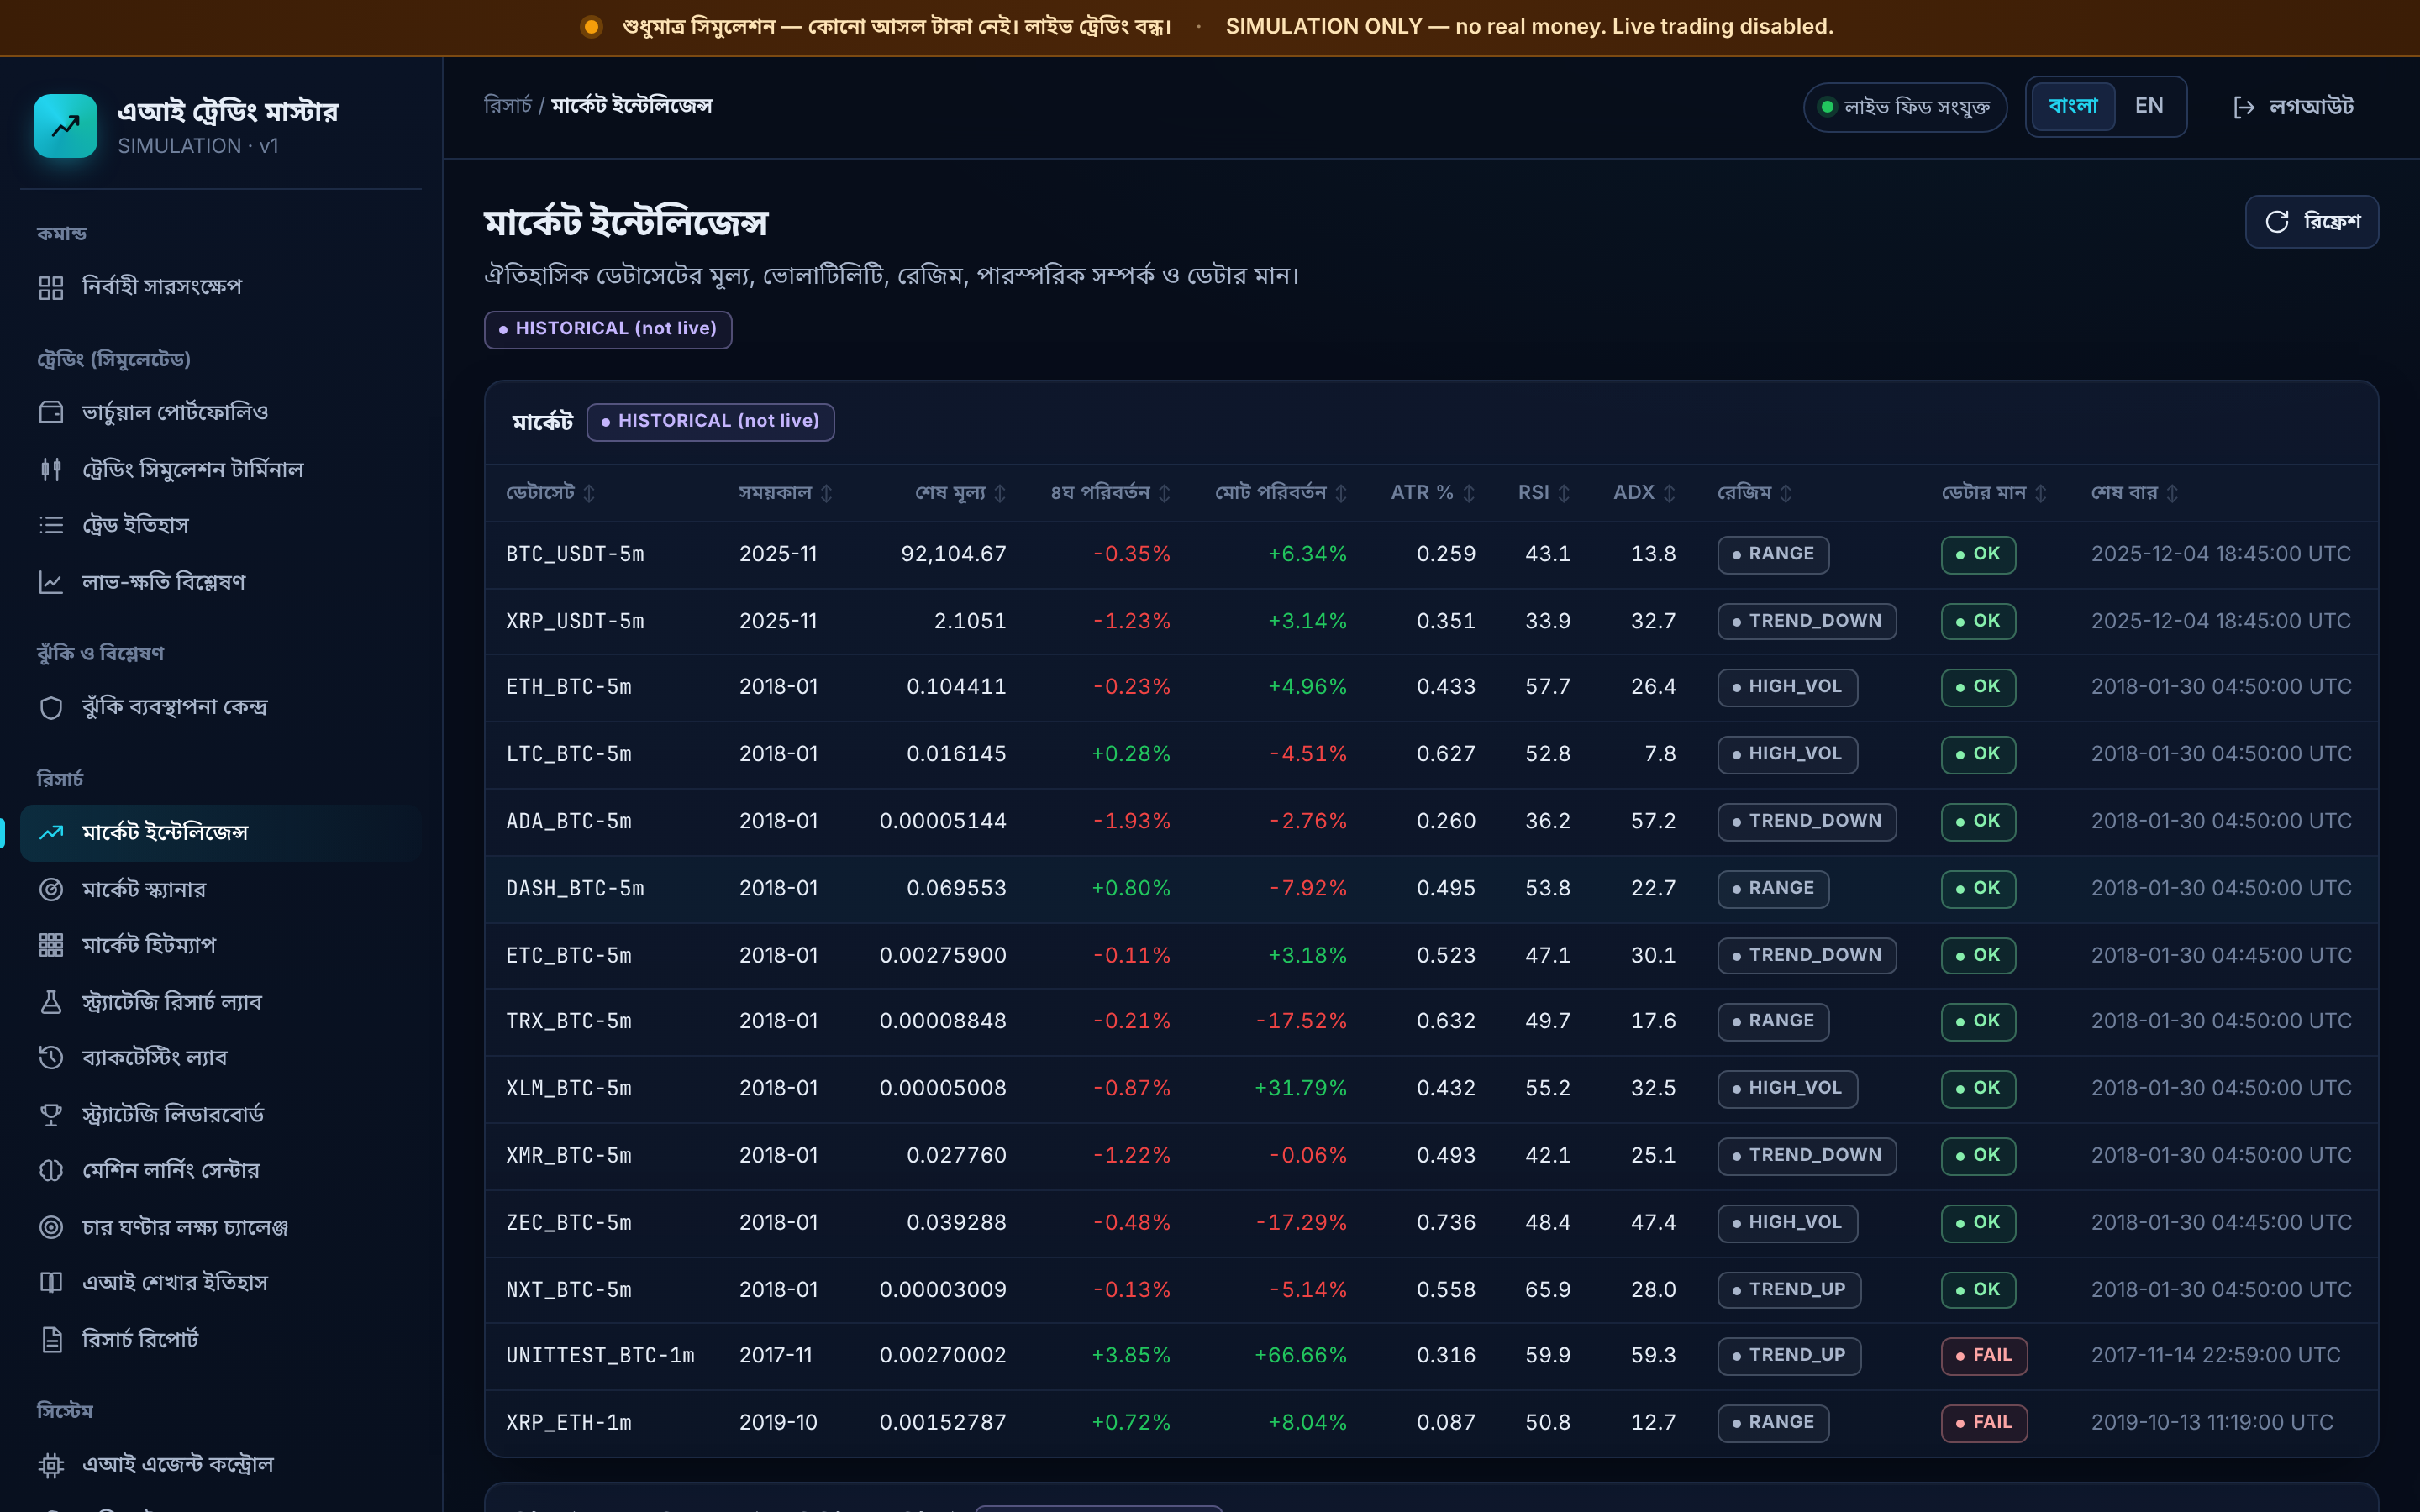 শুধুমাত্র সিমুলেশন — কোনো আসল টাকা নেই। লাইভ ট্রেডিং বন্ধ। · SIMULATION ONLY — no real money. Live trading disabled.
এআই ট্রেডিং মাস্টার
SIMULATION · v1
কমান্ড
নির্বাহী সারসংক্ষেপ
ট্রেডিং (সিমুলেটেড)
ভার্চুয়াল পোর্টফোলিও
ট্রেডিং সিমুলেশন টার্মিনাল
ট্রেড ইতিহাস
লাভ-ক্ষতি বিশ্লেষণ
ঝুঁকি ও বিশ্লেষণ
ঝুঁকি ব্যবস্থাপনা কেন্দ্র
রিসার্চ
মার্কেট ইন্টেলিজেন্স
মার্কেট স্ক্যানার
মার্কেট হিটম্যাপ
স্ট্র্যাটেজি রিসার্চ ল্যাব
ব্যাকটেস্টিং ল্যাব
স্ট্র্যাটেজি লিডারবোর্ড
মেশিন লার্নিং সেন্টার
চার ঘণ্টার লক্ষ্য চ্যালেঞ্জ
এআই শেখার ইতিহাস
রিসার্চ রিপোর্ট
সিস্টেম
এআই এজেন্ট কন্ট্রোল
রিসার্চ / মার্কেট ইন্টেলিজেন্স
লাইভ ফিড সংযুক্ত
বাংলা EN
লগআউট
মার্কেট ইন্টেলিজেন্স
রিফ্রেশ
ঐতিহাসিক ডেটাসেটের মূল্য, ভোলাটিলিটি, রেজিম, পারস্পরিক সম্পর্ক ও ডেটার মান।
HISTORICAL (not live)
মার্কেট HISTORICAL (not live)
ডেটাসেট সময়কাল শেষ মূল্য ৪ঘ পরিবর্তন মোট পরিবর্তন ATR % RSI ADX রেজিম ডেটার মান শেষ বার
BTC_USDT-5m 2025-11 92,104.67 -0.35% +6.34% 0.259 43.1 13.8 RANGE OK 2025-12-04 18:45:00 UTC
XRP_USDT-5m 2025-11 2.1051 -1.23% +3.14% 0.351 33.9 32.7 TREND_DOWN OK 2025-12-04 18:45:00 UTC
ETH_BTC-5m 2018-01 0.104411 -0.23% +4.96% 0.433 57.7 26.4 HIGH_VOL OK 2018-01-30 04:50:00 UTC
LTC_BTC-5m 2018-01 0.016145 +0.28% -4.51% 0.627 52.8 7.8 HIGH_VOL OK 2018-01-30 04:50:00 UTC
ADA_BTC-5m 2018-01 0.00005144 -1.93% -2.76% 0.260 36.2 57.2 TREND_DOWN OK 2018-01-30 04:50:00 UTC
DASH_BTC-5m 2018-01 0.069553 +0.80% -7.92% 0.495 53.8 22.7 RANGE OK 2018-01-30 04:50:00 UTC
ETC_BTC-5m 2018-01 0.00275900 -0.11% +3.18% 0.523 47.1 30.1 TREND_DOWN OK 2018-01-30 04:45:00 UTC
TRX_BTC-5m 2018-01 0.00008848 -0.21% -17.52% 0.632 49.7 17.6 RANGE OK 2018-01-30 04:50:00 UTC
XLM_BTC-5m 2018-01 0.00005008 -0.87% +31.79% 0.432 55.2 32.5 HIGH_VOL OK 2018-01-30 04:50:00 UTC
XMR_BTC-5m 2018-01 0.027760 -1.22% -0.06% 0.493 42.1 25.1 TREND_DOWN OK 2018-01-30 04:50:00 UTC
ZEC_BTC-5m 2018-01 0.039288 -0.48% -17.29% 0.736 48.4 47.4 HIGH_VOL OK 2018-01-30 04:45:00 UTC
NXT_BTC-5m 2018-01 0.00003009 -0.13% -5.14% 0.558 65.9 28.0 TREND_UP OK 2018-01-30 04:50:00 UTC
UNITTEST_BTC-1m 2017-11 0.00270002 +3.85% +66.66% 0.316 59.9 59.3 TREND_UP FAIL 2017-11-14 22:59:00 UTC
XRP_ETH-1m 2019-10 0.00152787 +0.72% +8.04% 0.087 50.8 12.7 RANGE FAIL 2019-10-13 11:19:00 UTC